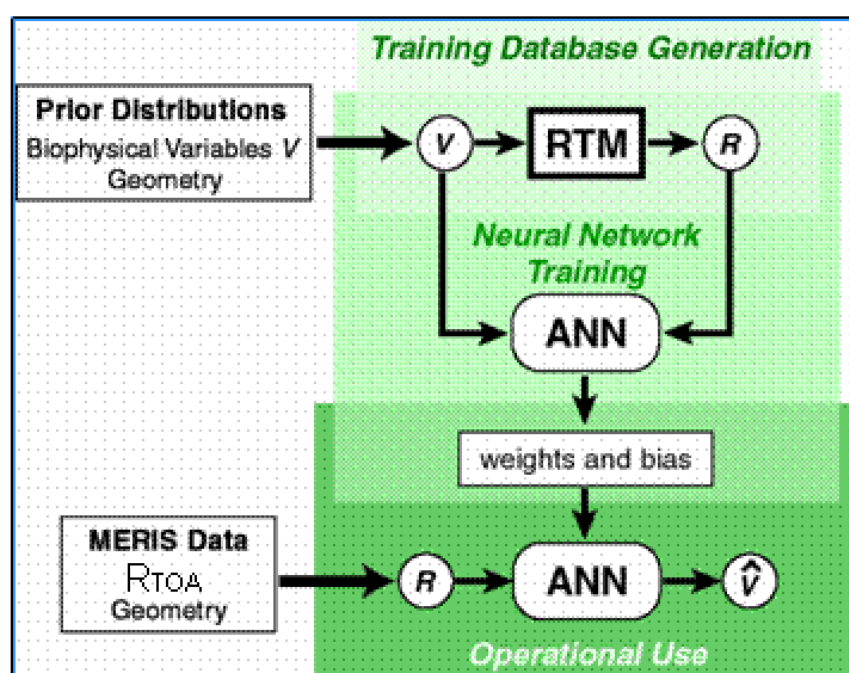 Training Database Generation
Prior Distributions
Biophysical Variables V
Geometry
V
RTM
R
Neural Network
Training
ANN
weights and bias
MERIS Data
RTOA
Geometry
R
ANN
V̂
Operational Use